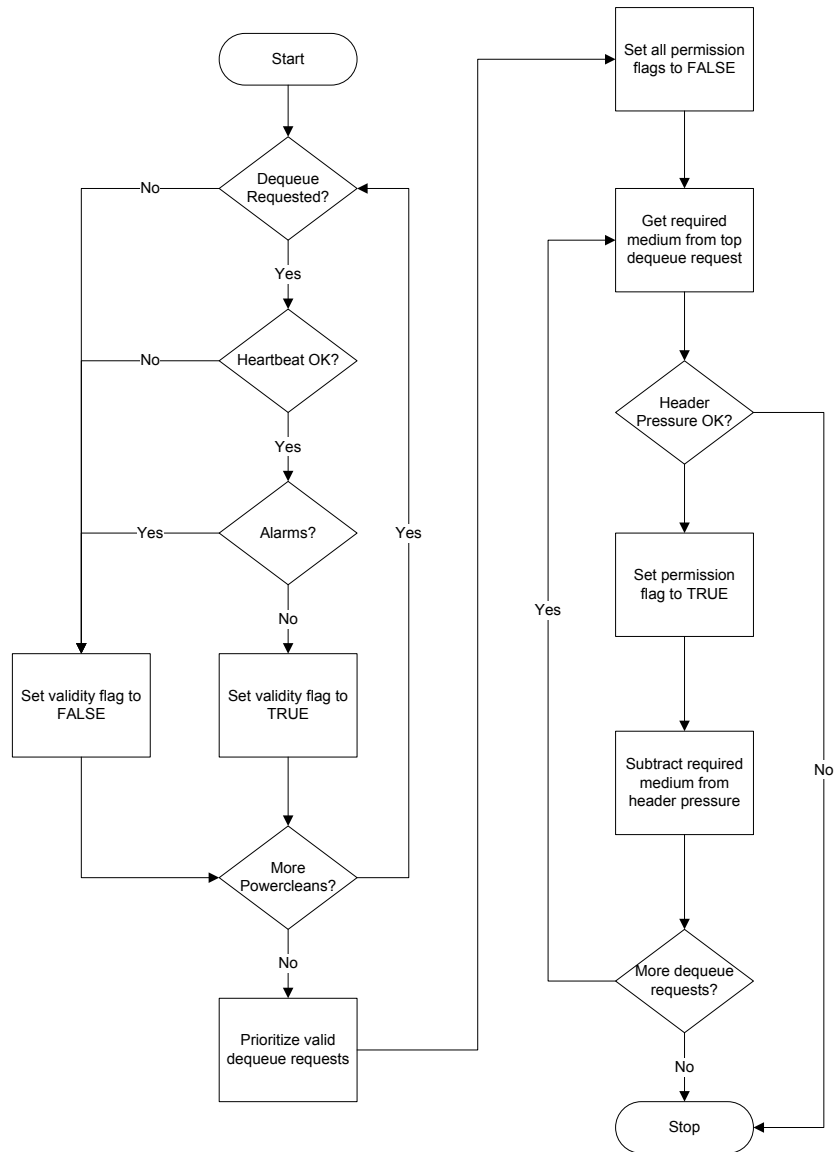 Start
Dequeue
Requested?
No
Yes
Heartbeat OK?
No
Yes
Alarms?
Yes
No
Yes
Set validity flag to
FALSE
Set validity flag to
TRUE
More
Powercleans?
No
Prioritize valid
dequeue requests
Set all permission
flags to FALSE
Get required
medium from top
dequeue request
Header
Pressure OK?
Set permission
flag to TRUE
Yes
Subtract required
medium from
header pressure
No
More dequeue
requests?
No
Stop